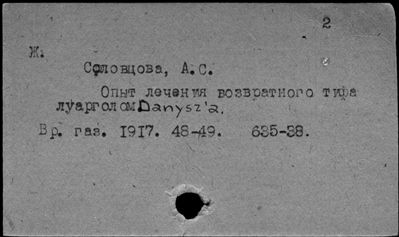 2
Ж.
Соловцова, А.С.
Опыт лечения возвратного тифа
луарголом Danysz'a.
Вр. газ. 1917. 48-49. 635-38.